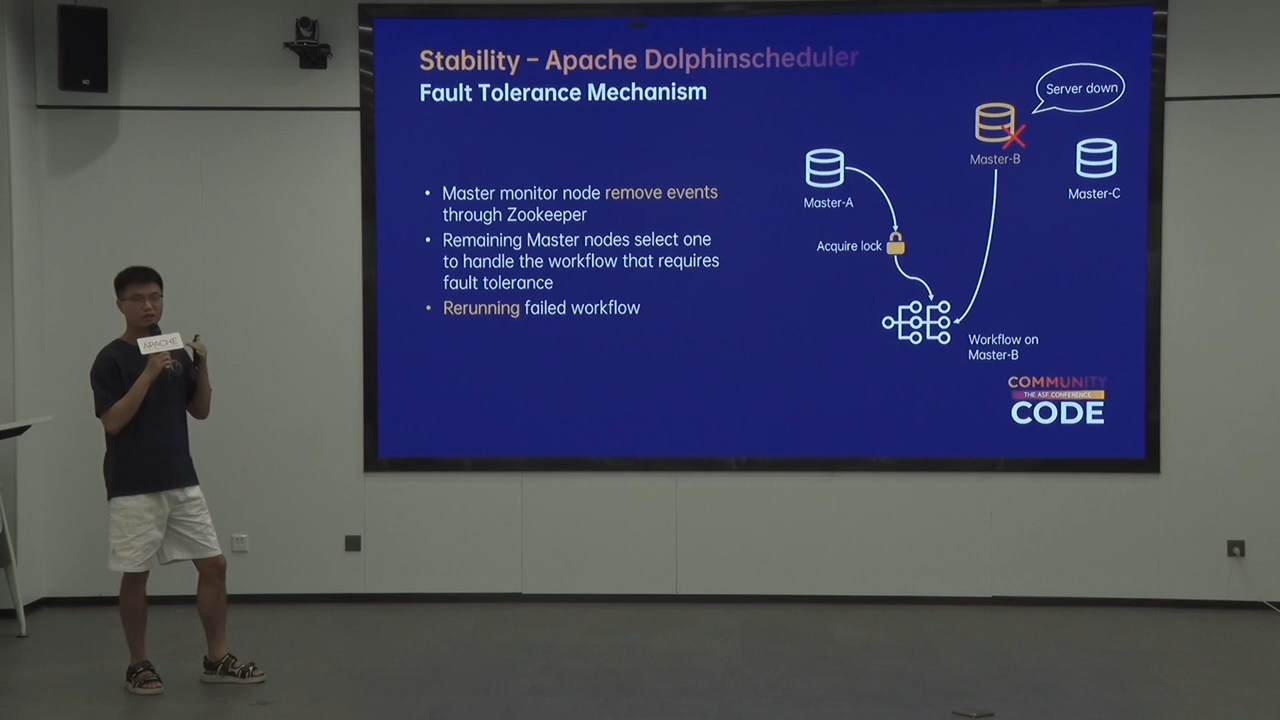 Stability – Apache Dolphinscheduler
Fault Tolerance Mechanism
• Master monitor node remove events
through Zookeeper
• Remaining Master nodes select one
to handle the workflow that requires
fault tolerance
• Rerunning failed workflow
Server down
Master-B
Master-A
Master-C
Acquire lock
Workflow on
Master-B
COMMUNITY
THE ASF CONFERENCE
CODE
APACHE